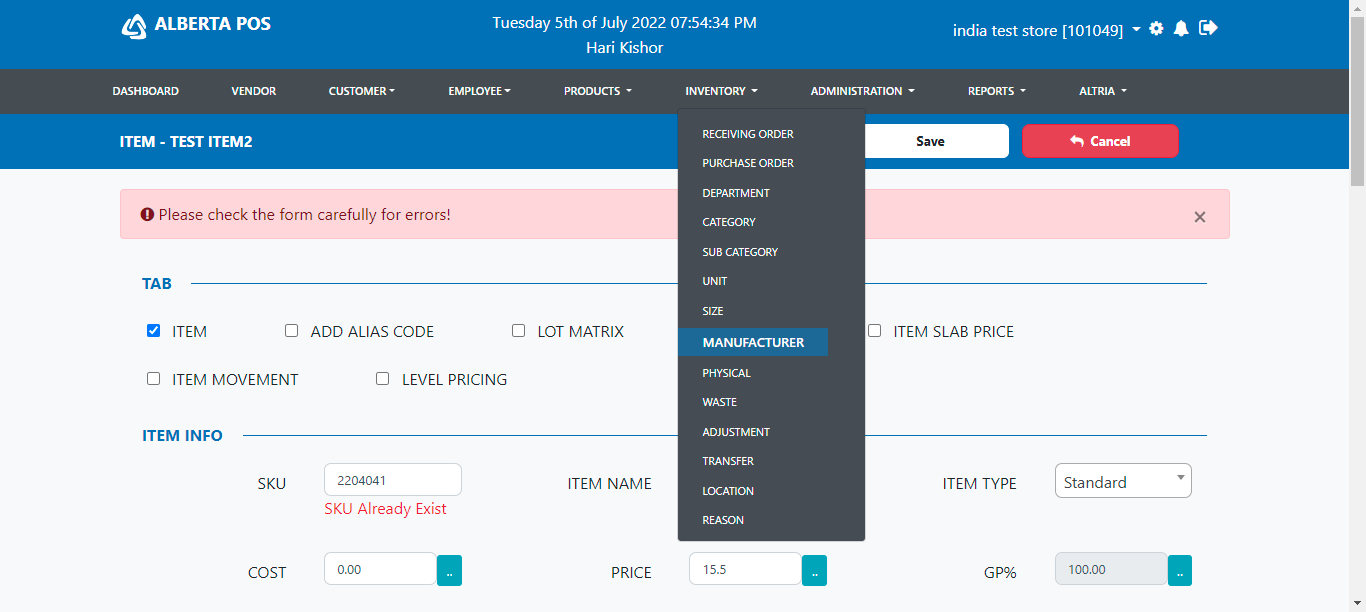 ALBERTA POS
Tuesday 5th of July 2022 07:54:34 PM
Hari Kishor
india test store [101049]
DASHBOARD VENDOR CUSTOMER EMPLOYEE PRODUCTS INVENTORY ADMINISTRATION REPORTS ALTRIA
ITEM - TEST ITEM2
Save
Cancel
RECEIVING ORDER
PURCHASE ORDER
DEPARTMENT
CATEGORY
SUB CATEGORY
UNIT
SIZE
MANUFACTURER
PHYSICAL
WASTE
ADJUSTMENT
TRANSFER
LOCATION
REASON
Please check the form carefully for errors!
×
TAB
ITEM ADD ALIAS CODE LOT MATRIX ITEM SLAB PRICE
ITEM MOVEMENT LEVEL PRICING
ITEM INFO
SKU 2204041 ITEM NAME ITEM TYPE Standard
SKU Already Exist
COST 0.00 .. PRICE 15.5 .. GP% 100.00 ..